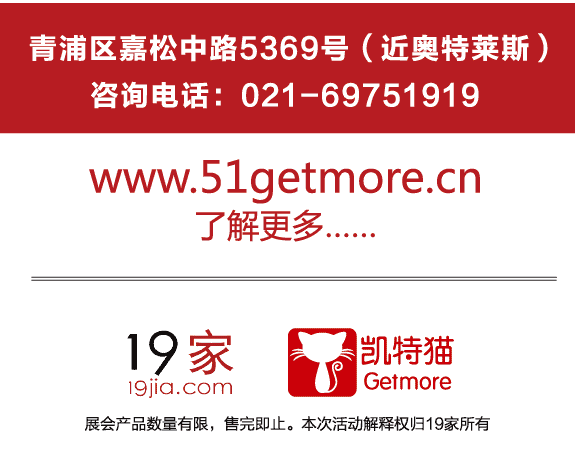 青浦区嘉松中路5369号（近奥特莱斯）
咨询电话：021-69751919
www.51getmore.cn
了解更多......
19家
19jia.com
凯特猫
Getmore
展会产品数量有限，售完即止。本次活动解释权归19家所有